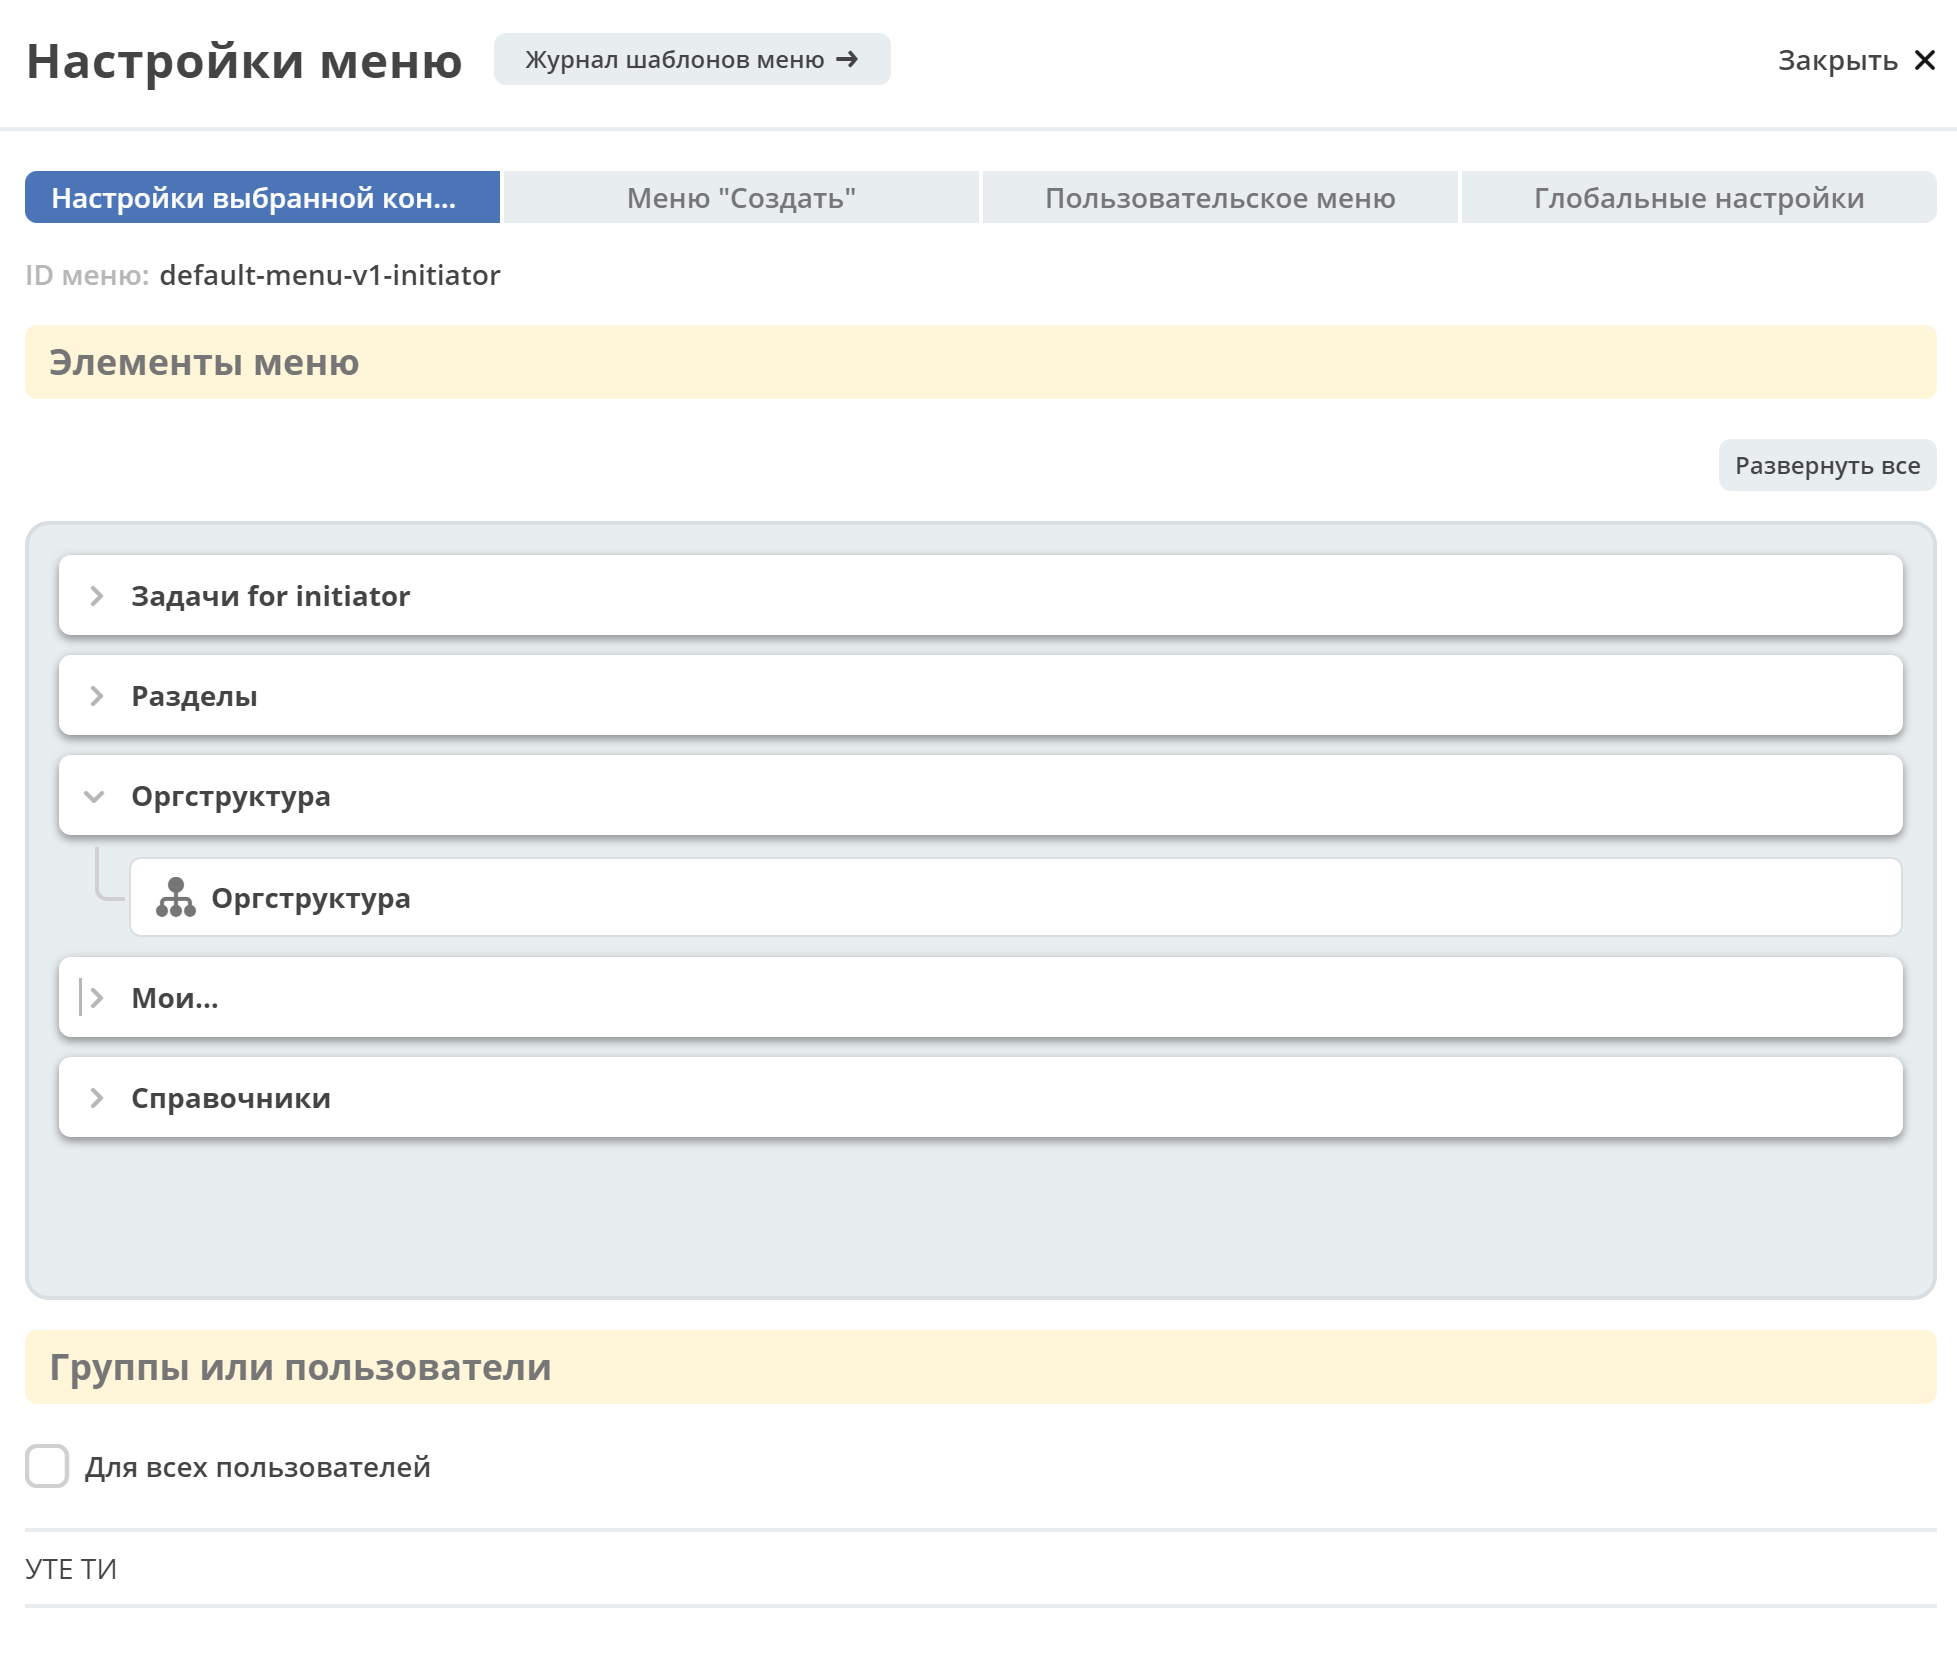 Настройки меню
Журнал шаблонов меню
Закрыть
Настройки выбранной кон...
Меню "Создать"
Пользовательское меню
Глобальные настройки
ID меню: default-menu-v1-initiator
Элементы меню
Развернуть все
Задачи for initiator
Разделы
Оргструктура
Оргструктура
Мои...
Справочники
Группы или пользователи
Для всех пользователей
УТЕ ТИ